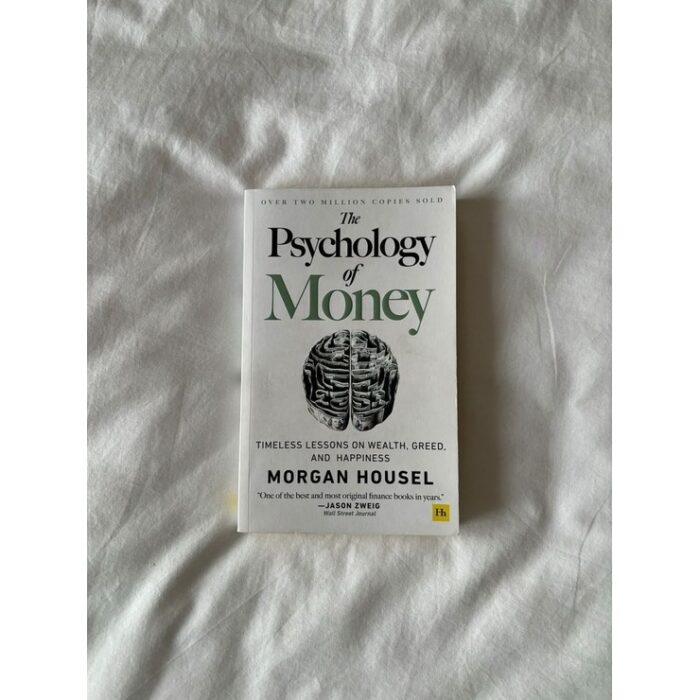 OVER TWO MILLION COPIES SOLD
The
Psychology
of
Money
TIMELESS LESSONS ON WEALTH, GREED,
AND HAPPINESS
MORGAN HOUSEL
"One of the best and most original finance books in years."
—JASON ZWEIG
Wall Street Journal
Hh